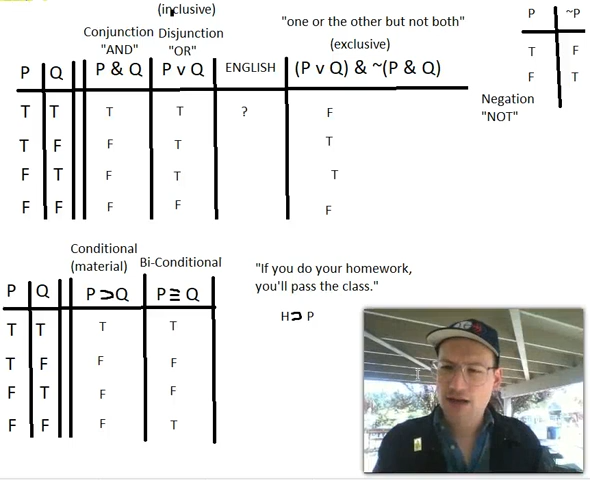 (inclusive)
"one or the other but not both"
(exclusive)
Conjunction Disjunction
"AND" "OR"
P Q P & Q P v Q ENGLISH (P v Q) & ~(P & Q)
T T T T ? F
T F F T T
F T F T T
F F F F F
P ~P
T F
F T
Negation
"NOT"
Conditional
(material) Bi-Conditional
P Q P ⊃ Q P ≡ Q
T T T T
T F F F
F T F F
F F F T
"If you do your homework,
you'll pass the class."
H ⊃ P